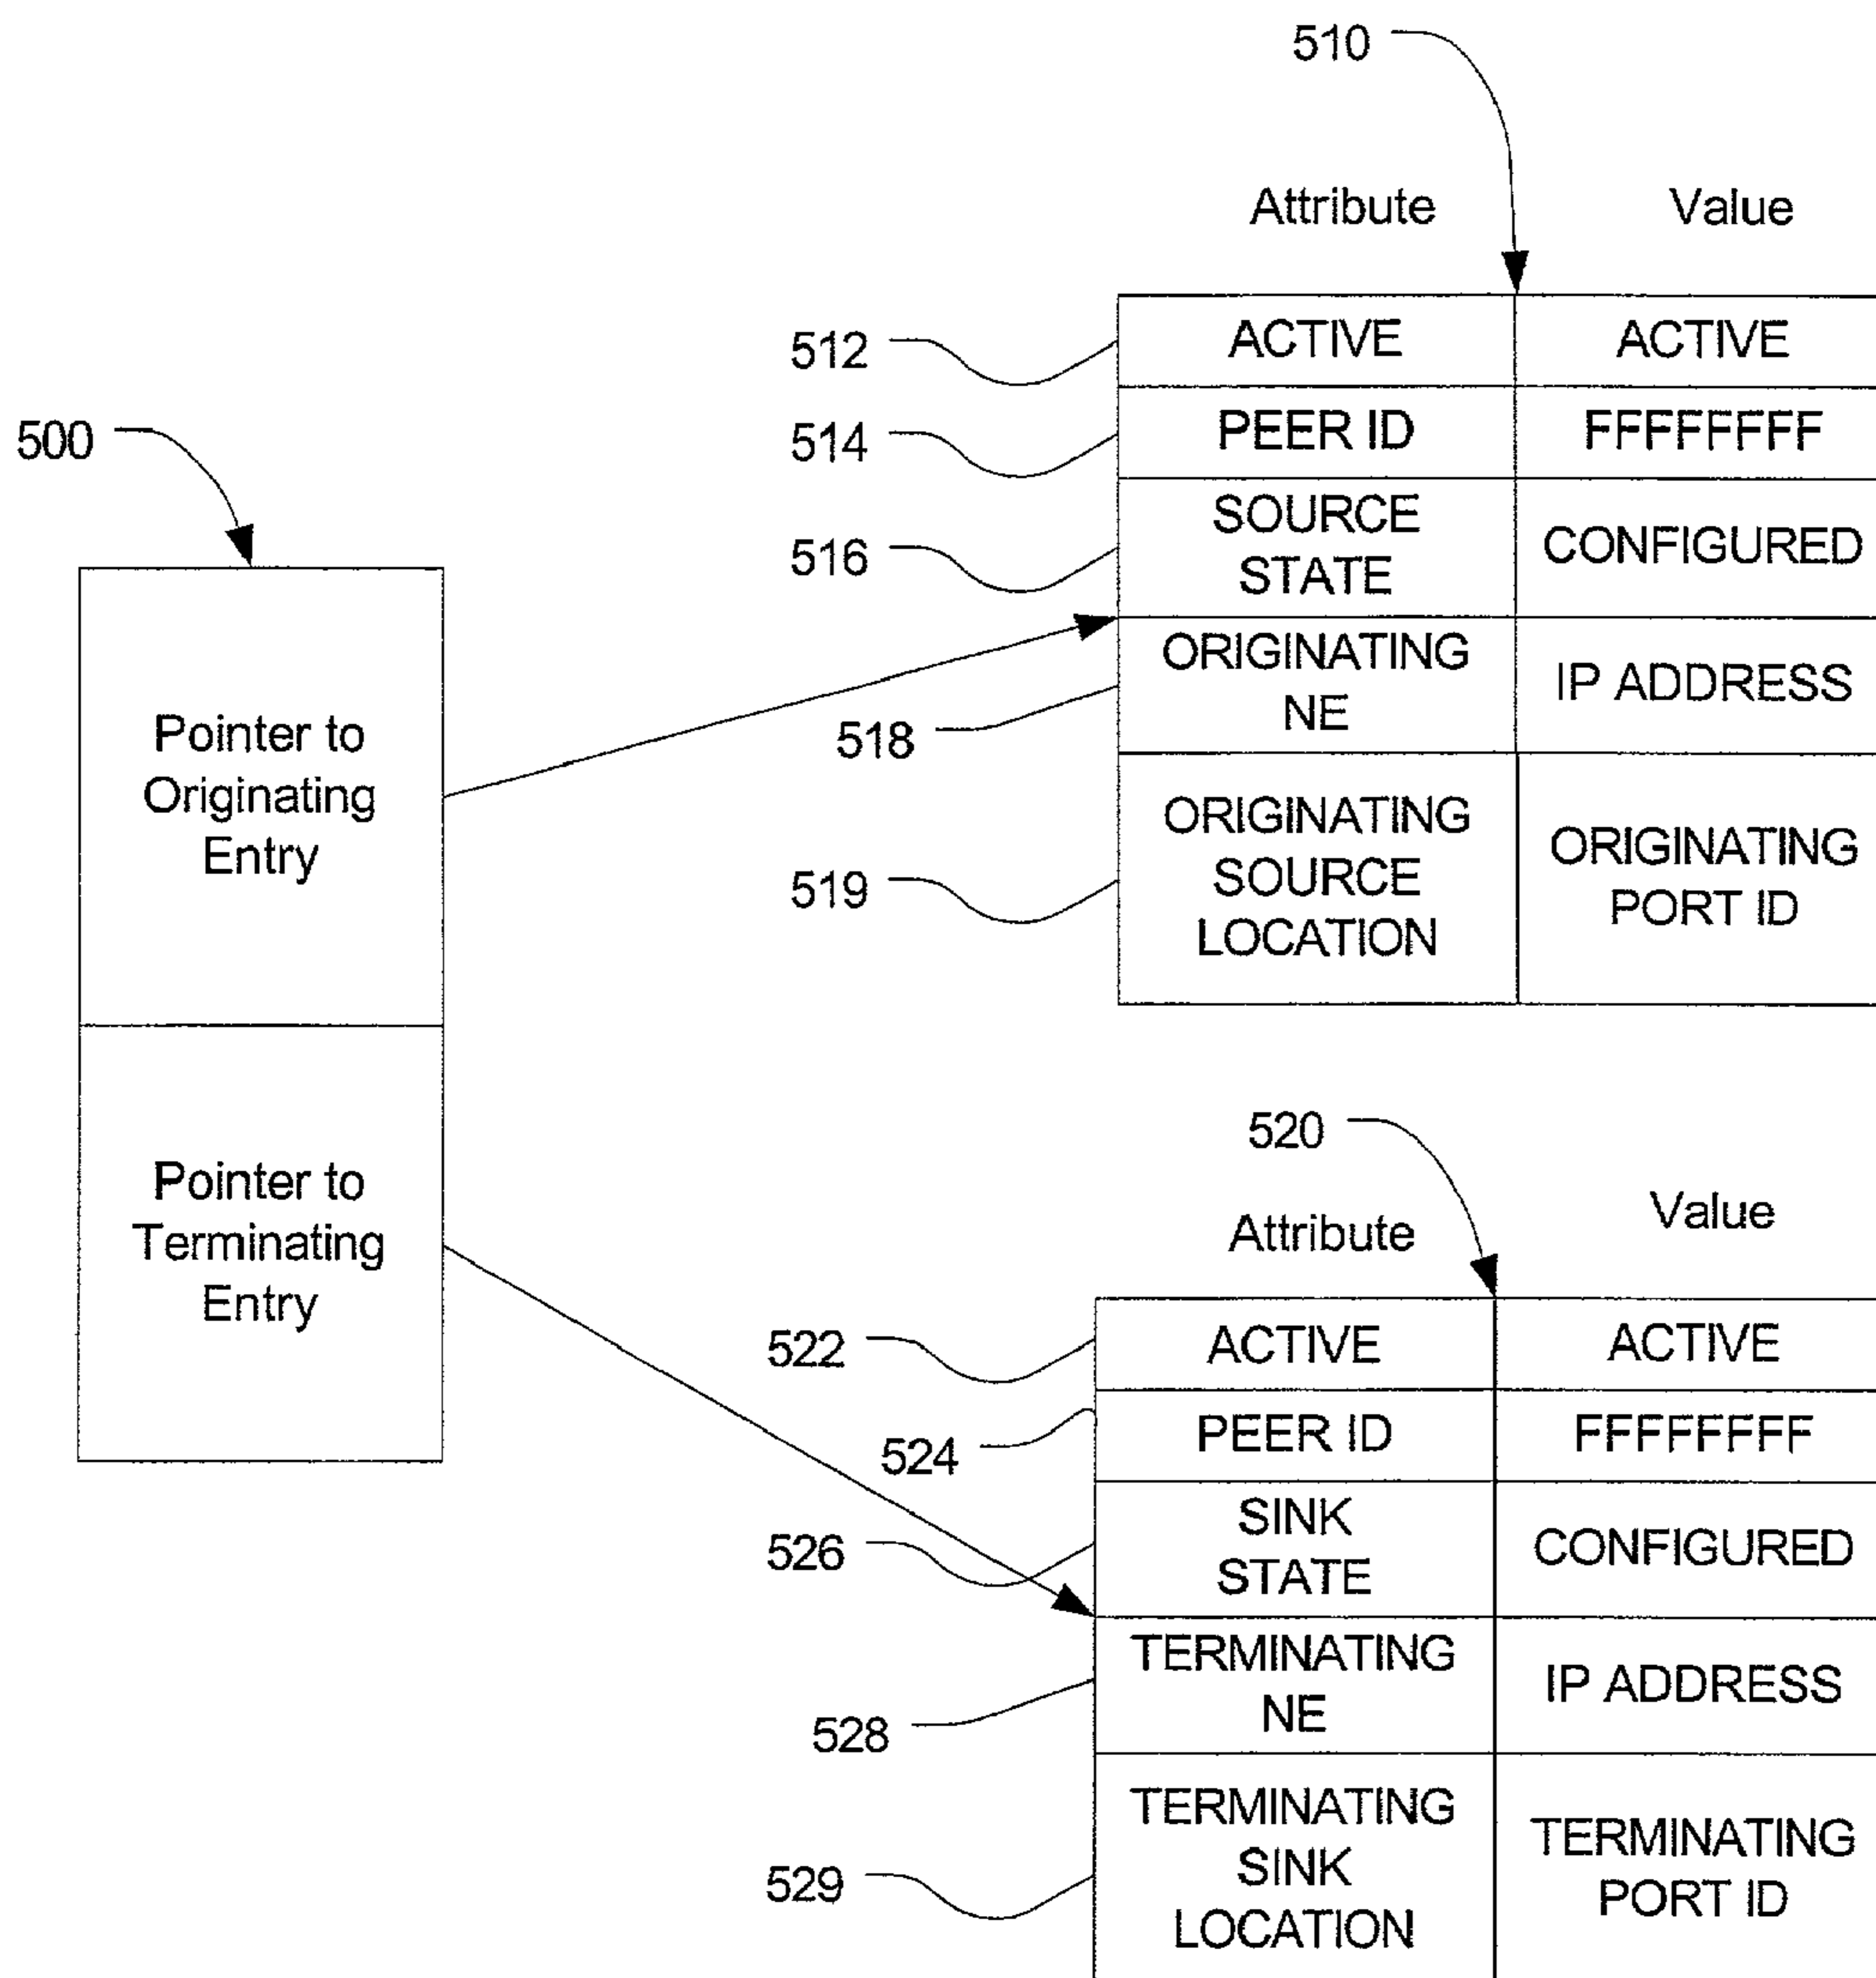 510
Attribute Value
512 ACTIVE ACTIVE
514 PEER ID FFFFFFFF
500
516 SOURCE
STATE CONFIGURED
518 ORIGINATING
NE IP ADDRESS
519 ORIGINATING
SOURCE
LOCATION
ORIGINATING
PORT ID
Pointer to
Originating
Entry
Pointer to
Terminating
Entry
520
Attribute Value
522 ACTIVE ACTIVE
524 PEER ID FFFFFFFF
526 SINK
STATE CONFIGURED
528 TERMINATING
NE IP ADDRESS
529 TERMINATING
SINK
LOCATION
TERMINATING
PORT ID